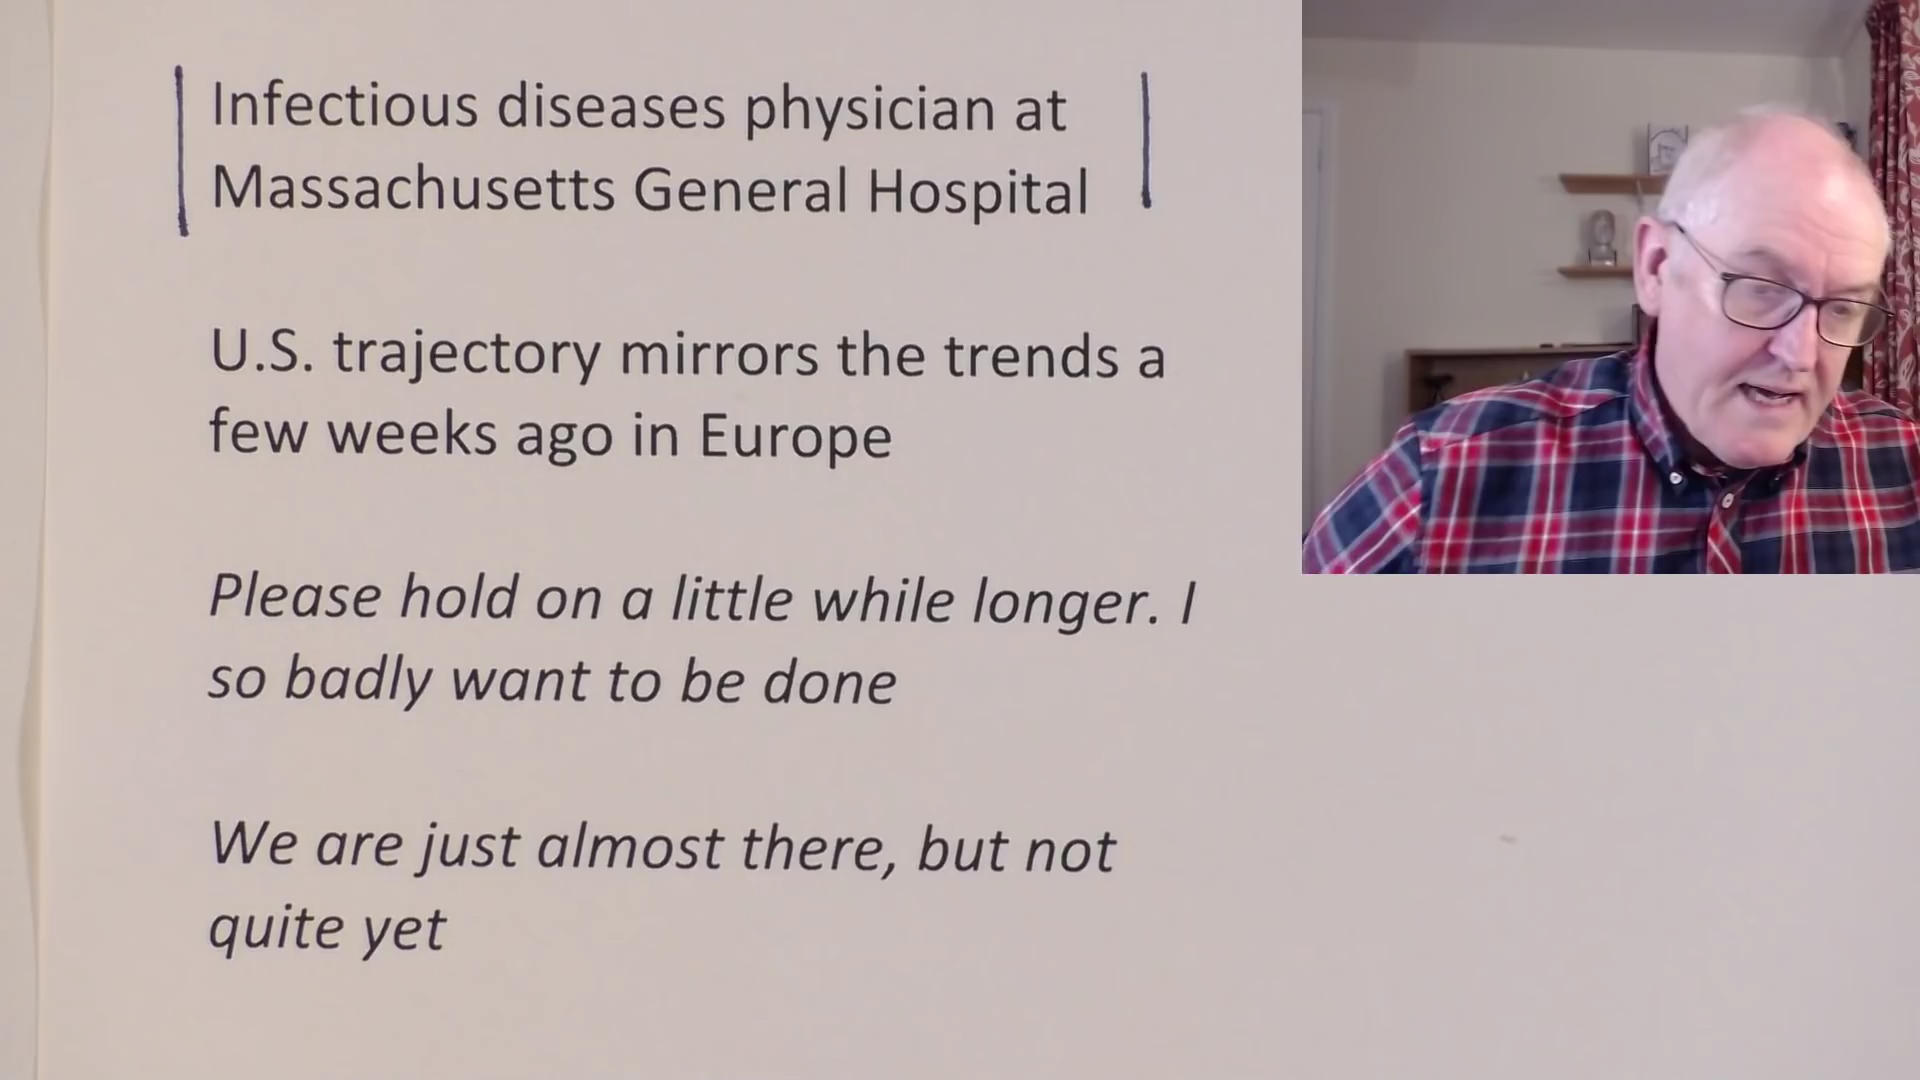 Infectious diseases physician at
Massachusetts General Hospital
U.S. trajectory mirrors the trends a
few weeks ago in Europe
Please hold on a little while longer. I
so badly want to be done
We are just almost there, but not
quite yet